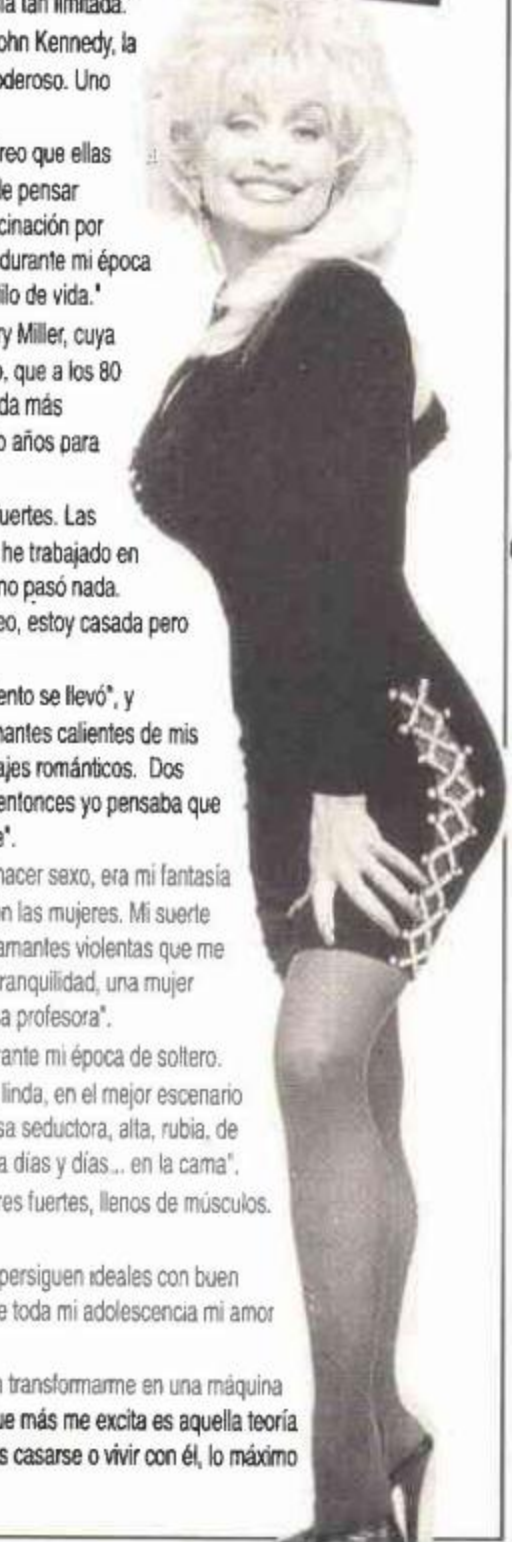 ía tan limitada."
ohn Kennedy, la
oderoso. Uno
reo que ellas
de pensar
cinación por
durante mi época
ilo de vida."
ry Miller, cuya
o, que a los 80
da más
o años para
uertes. Las
he trabajado en
no pasó nada.
eo, estoy casada pero
ento se llevó", y
nantes calientes de mis
ajes románticos. Dos
entonces yo pensaba que
e".
hacer sexo, era mi fantasía
on las mujeres. Mi suerte
amantes violentas que me
ranquilidad, una mujer
a profesora".
ante mi época de soltero.
linda, en el mejor escenario
sa seductora, alta, rubia, de
a días y días... en la cama".
res fuertes, llenos de músculos.
persiguen ideales con buen
e toda mi adolescencia mi amor
n transformarme en una máquina
ue más me excita es aquella teoría
s casarse o vivir con él, lo máximo